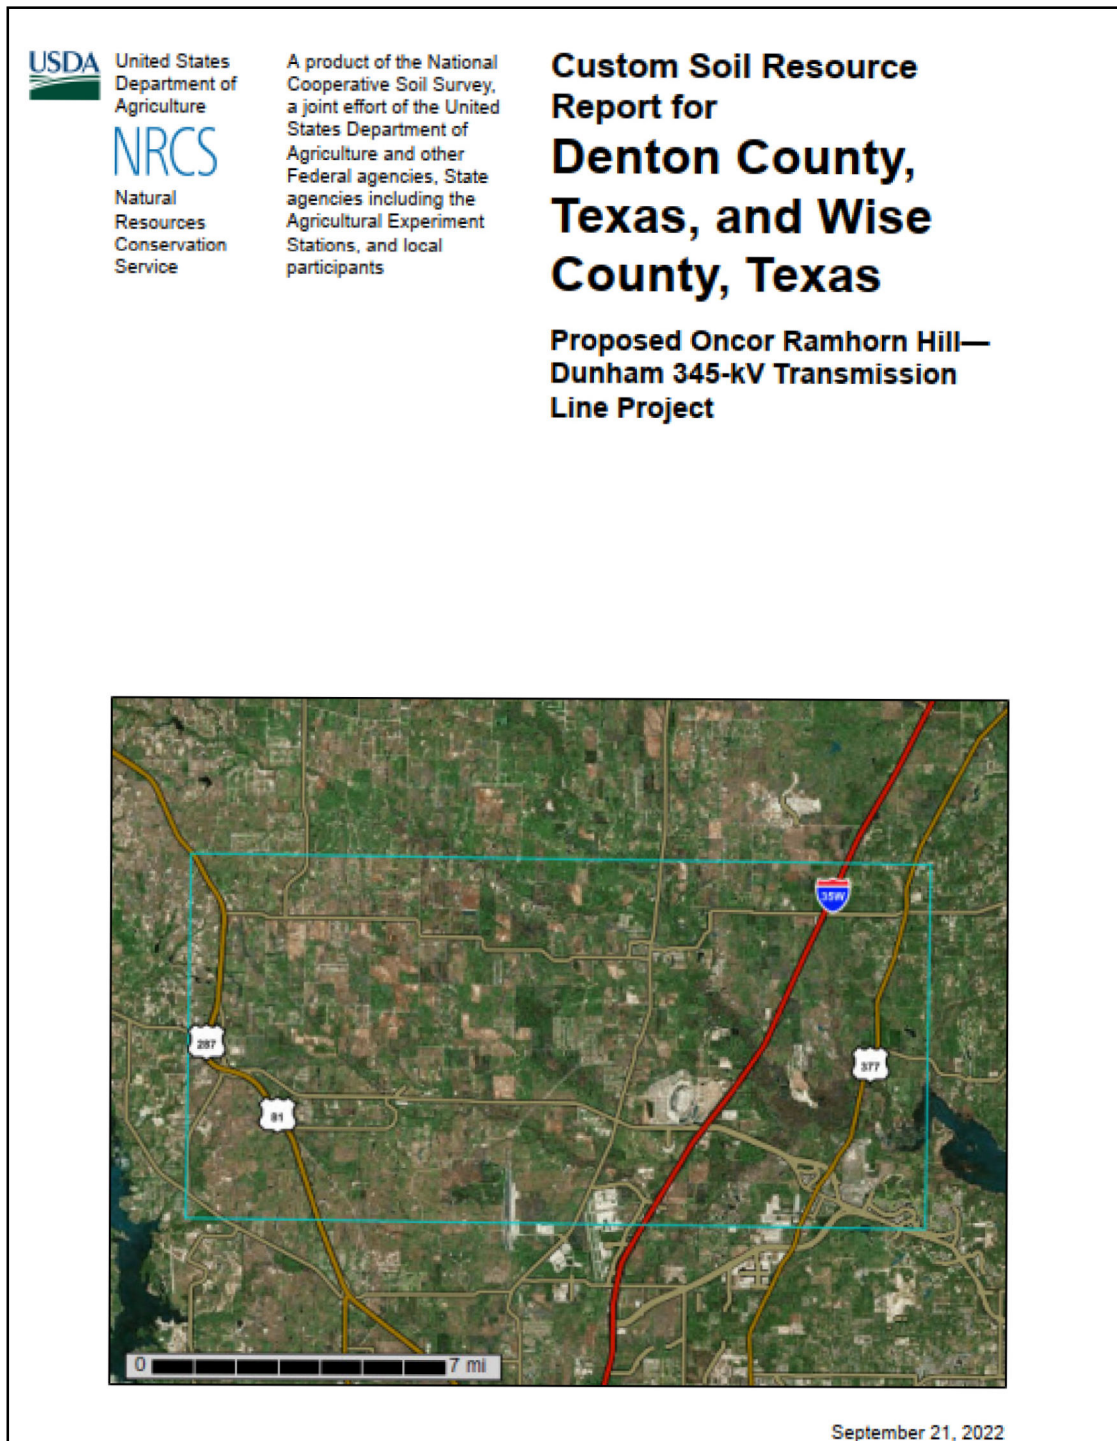 USDA
United States
Department of
Agriculture
NRCS
Natural
Resources
Conservation
Service
A product of the National
Cooperative Soil Survey,
a joint effort of the United
States Department of
Agriculture and other
Federal agencies, State
agencies including the
Agricultural Experiment
Stations, and local
participants
Custom Soil Resource
Report for
Denton County,
Texas, and Wise
County, Texas
Proposed Oncor Ramhorn Hill—
Dunham 345-kV Transmission
Line Project
35W
287
377
81
0 7 mi
September 21, 2022